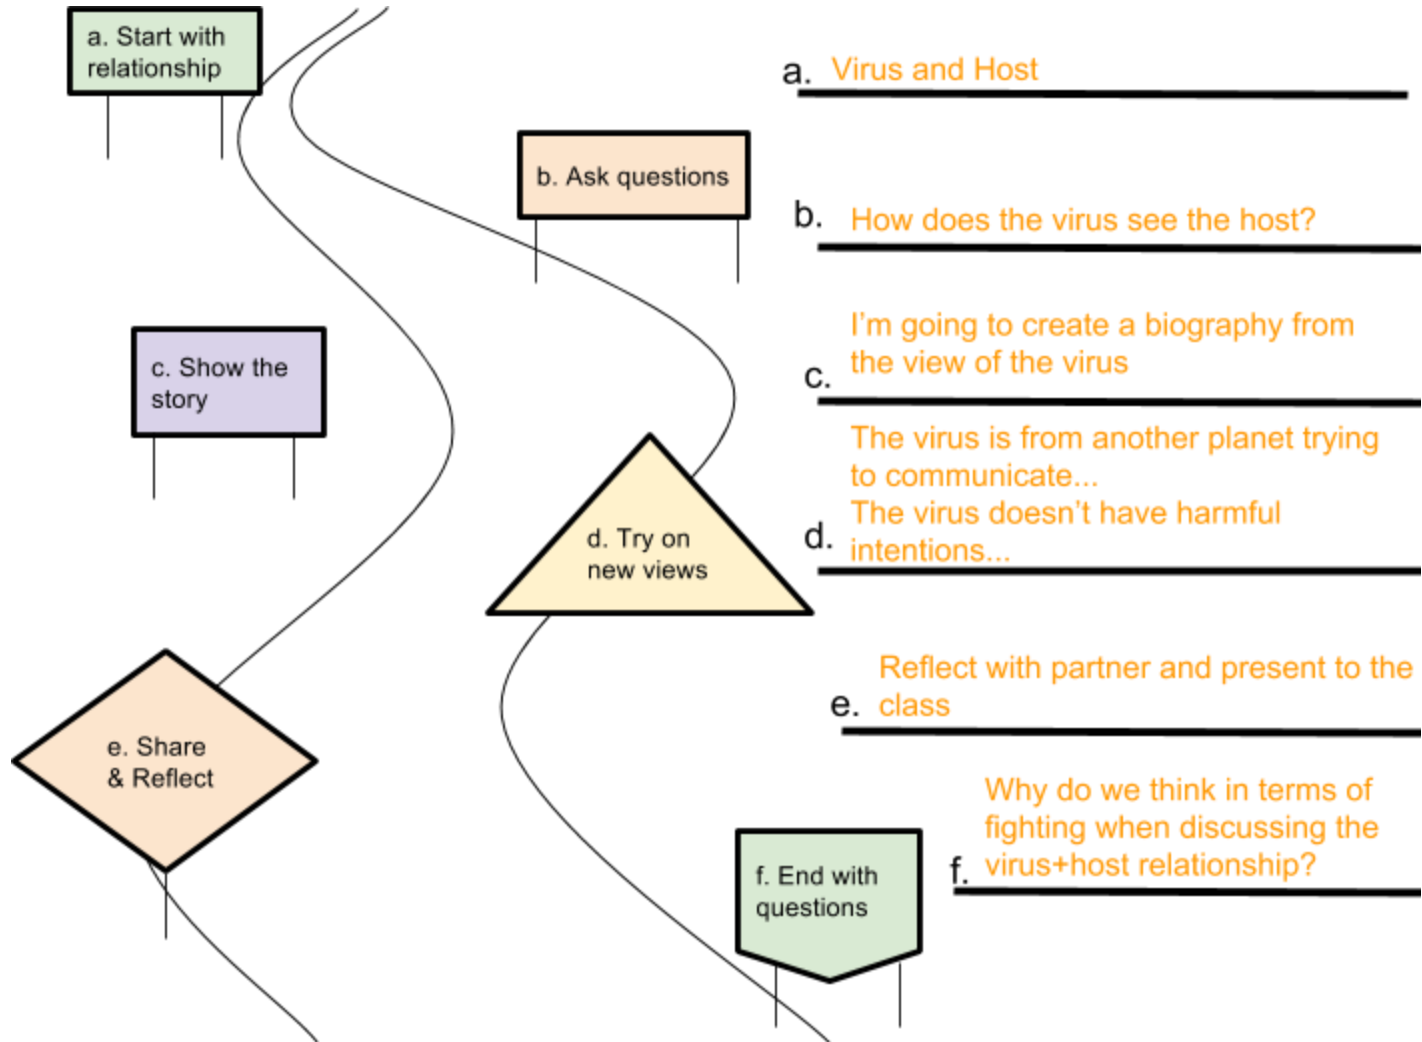 a. Start with
relationship
b. Ask questions
c. Show the
story
d. Try on
new views
e. Share
& Reflect
f. End with
questions
a. Virus and Host
b. How does the virus see the host?
c. I'm going to create a biography from
the view of the virus
d. The virus is from another planet trying
to communicate...
The virus doesn't have harmful
intentions...
e. Reflect with partner and present to the
class
f. Why do we think in terms of
fighting when discussing the
virus+host relationship?